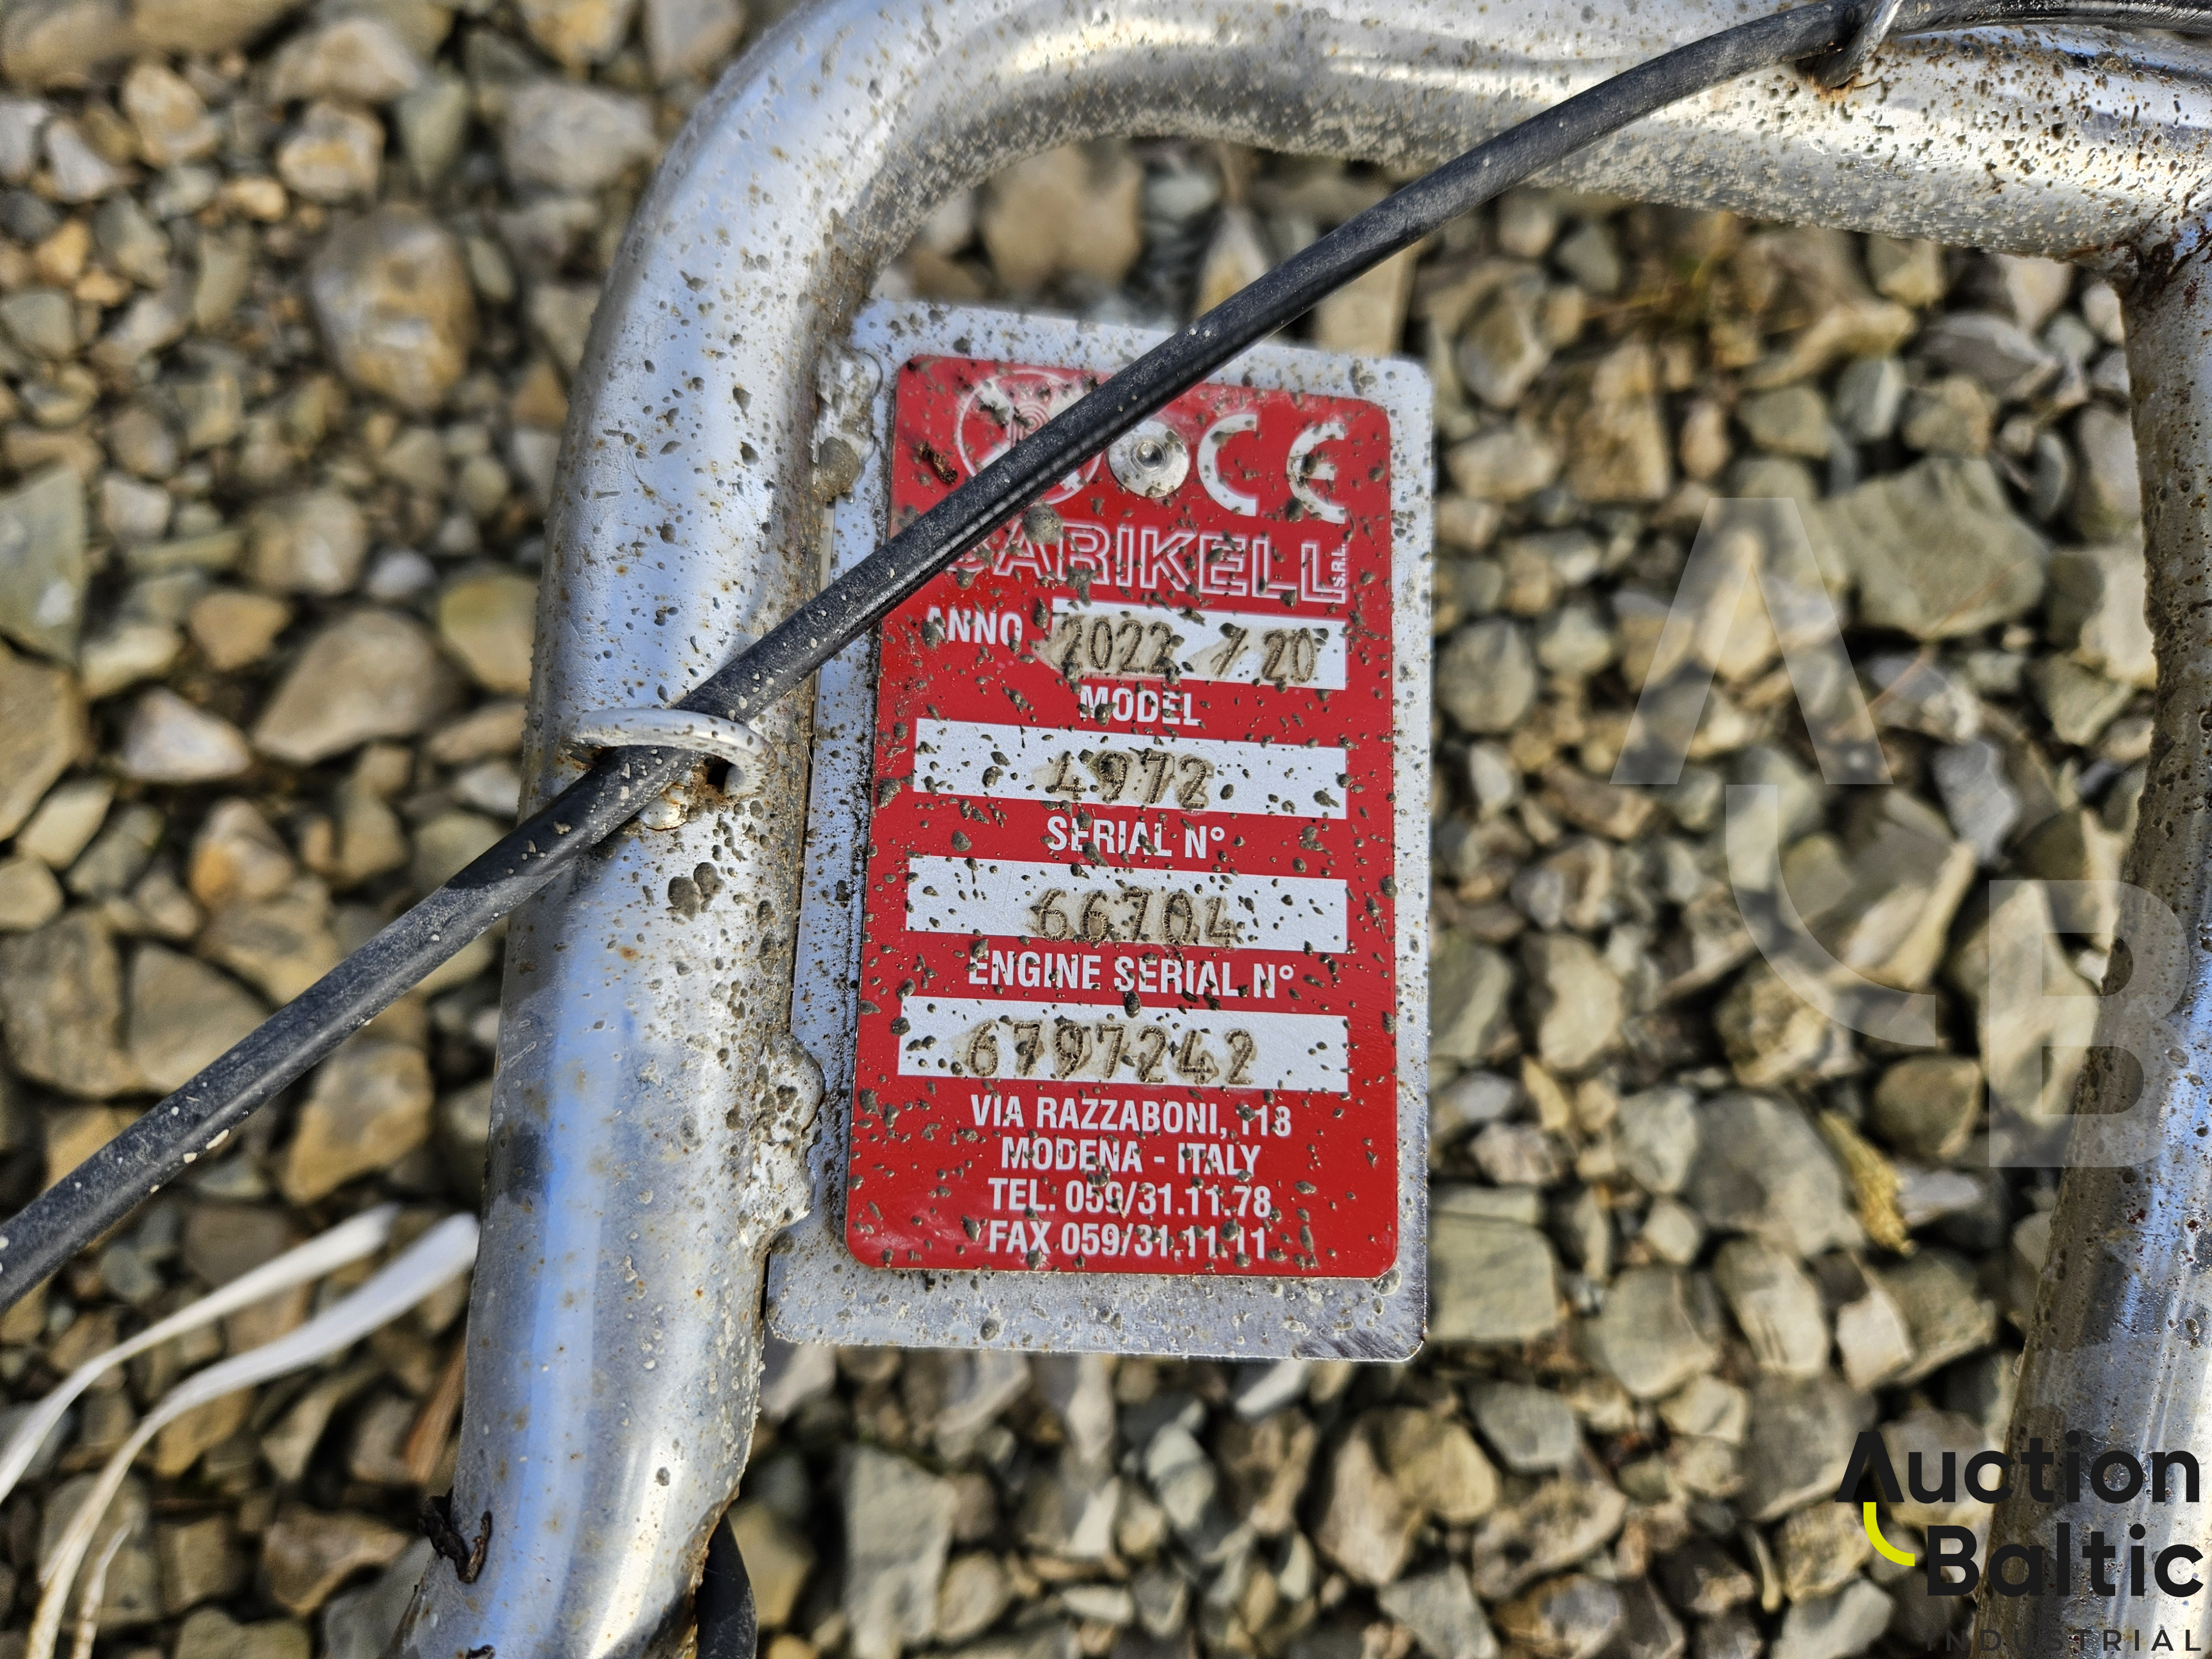 CE
BARIKELL S.R.L.
ANNO 2022 / 20
MODEL
4972
SERIAL N°
66704
ENGINE SERIAL N°
6797242
VIA RAZZABONI, 113
MODENA - ITALY
TEL. 059/31.11.78
FAX 059/31.11.11
A
B
Auction
Baltic
INDUSTRIAL